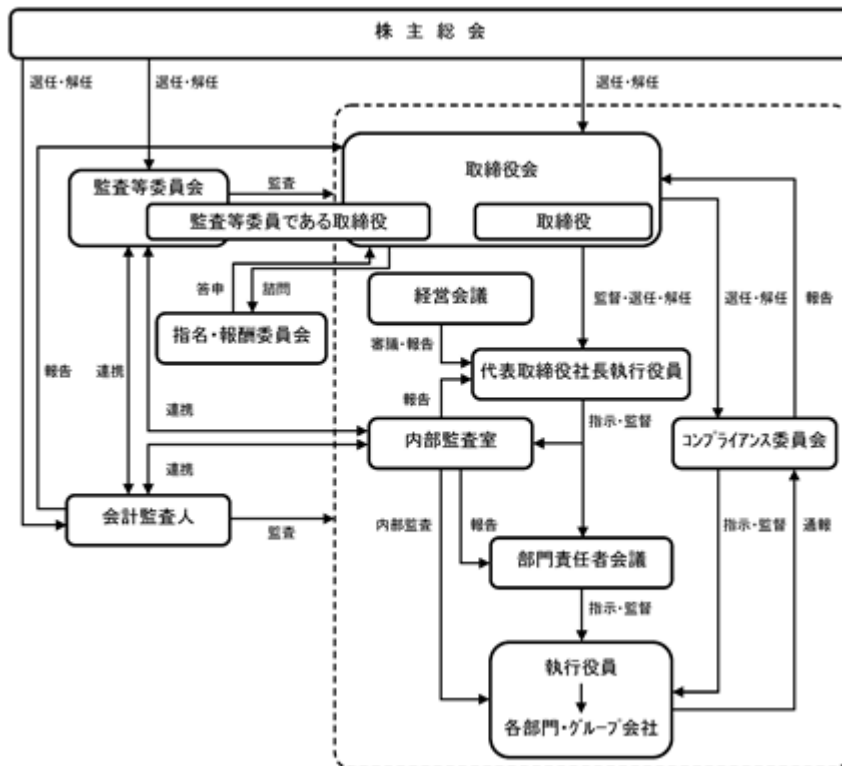 株主総会
選任・解任
選任・解任
選任・解任
取締役会
監査等委員会
監査
監査等委員である取締役
取締役
答申
諮問
経営会議
監督・選任・解任
選任・解任
報告
指名・報酬委員会
審議・報告
代表取締役社長執行役員
報告
連携
報告
連携
指示・監督
内部監査室
コンプライアンス委員会
連携
会計監査人
監査
内部監査
報告
指示・監督
通報
部門責任者会議
指示・監督
執行役員
各部門・グループ会社